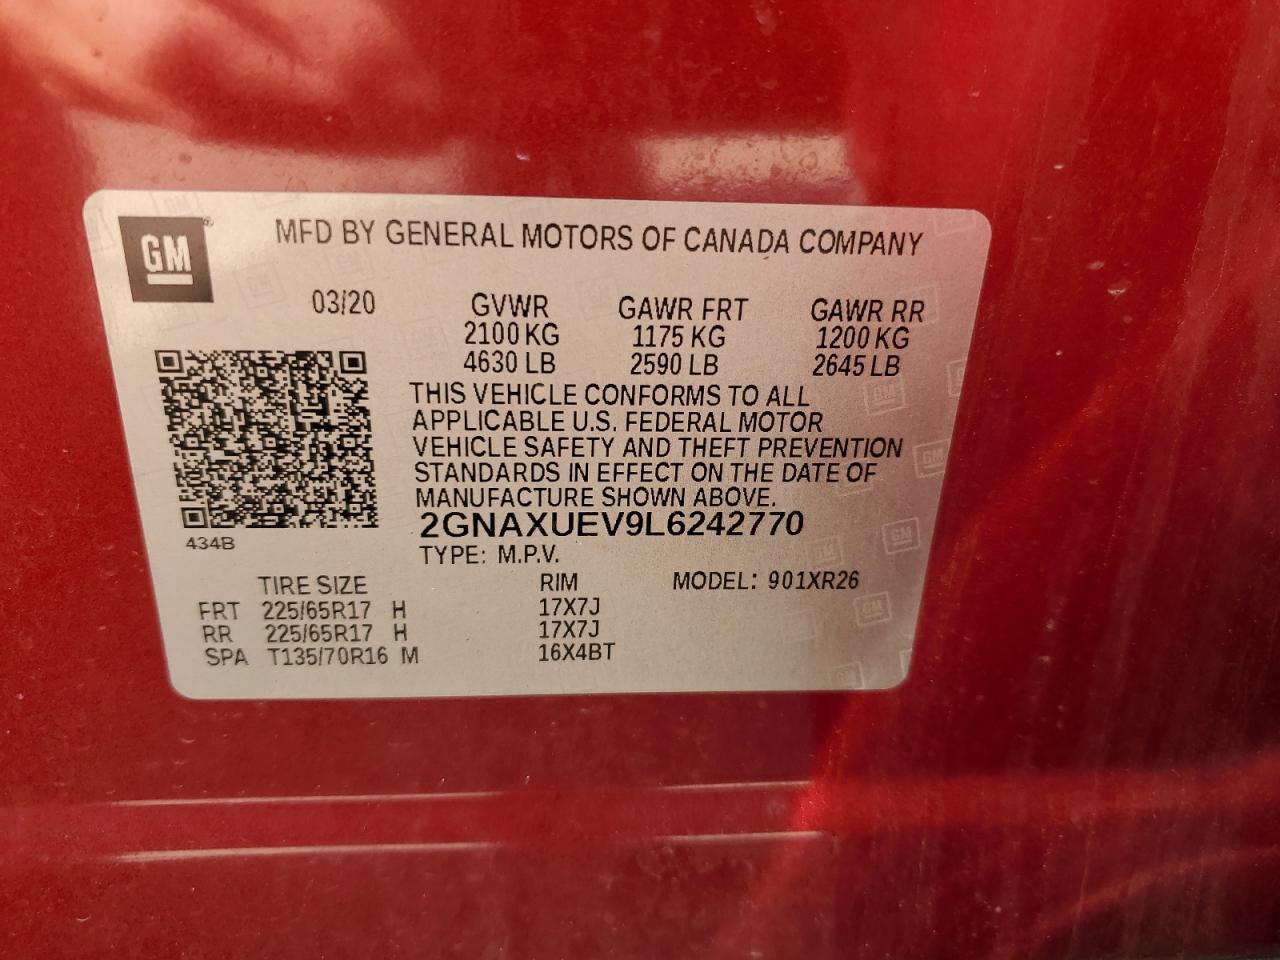 GM
MFD BY GENERAL MOTORS OF CANADA COMPANY
03/20 GVWR GAWR FRT GAWR RR
2100 KG 1175 KG 1200 KG
4630 LB 2590 LB 2645 LB
THIS VEHICLE CONFORMS TO ALL
APPLICABLE U.S. FEDERAL MOTOR
VEHICLE SAFETY AND THEFT PREVENTION
STANDARDS IN EFFECT ON THE DATE OF
MANUFACTURE SHOWN ABOVE.
2GNAXUEV9L6242770
434B
TYPE: M.P.V.
TIRE SIZE RIM MODEL: 901XR26
FRT 225/65R17 H 17X7J
RR 225/65R17 H 17X7J
SPA T135/70R16 M 16X4BT